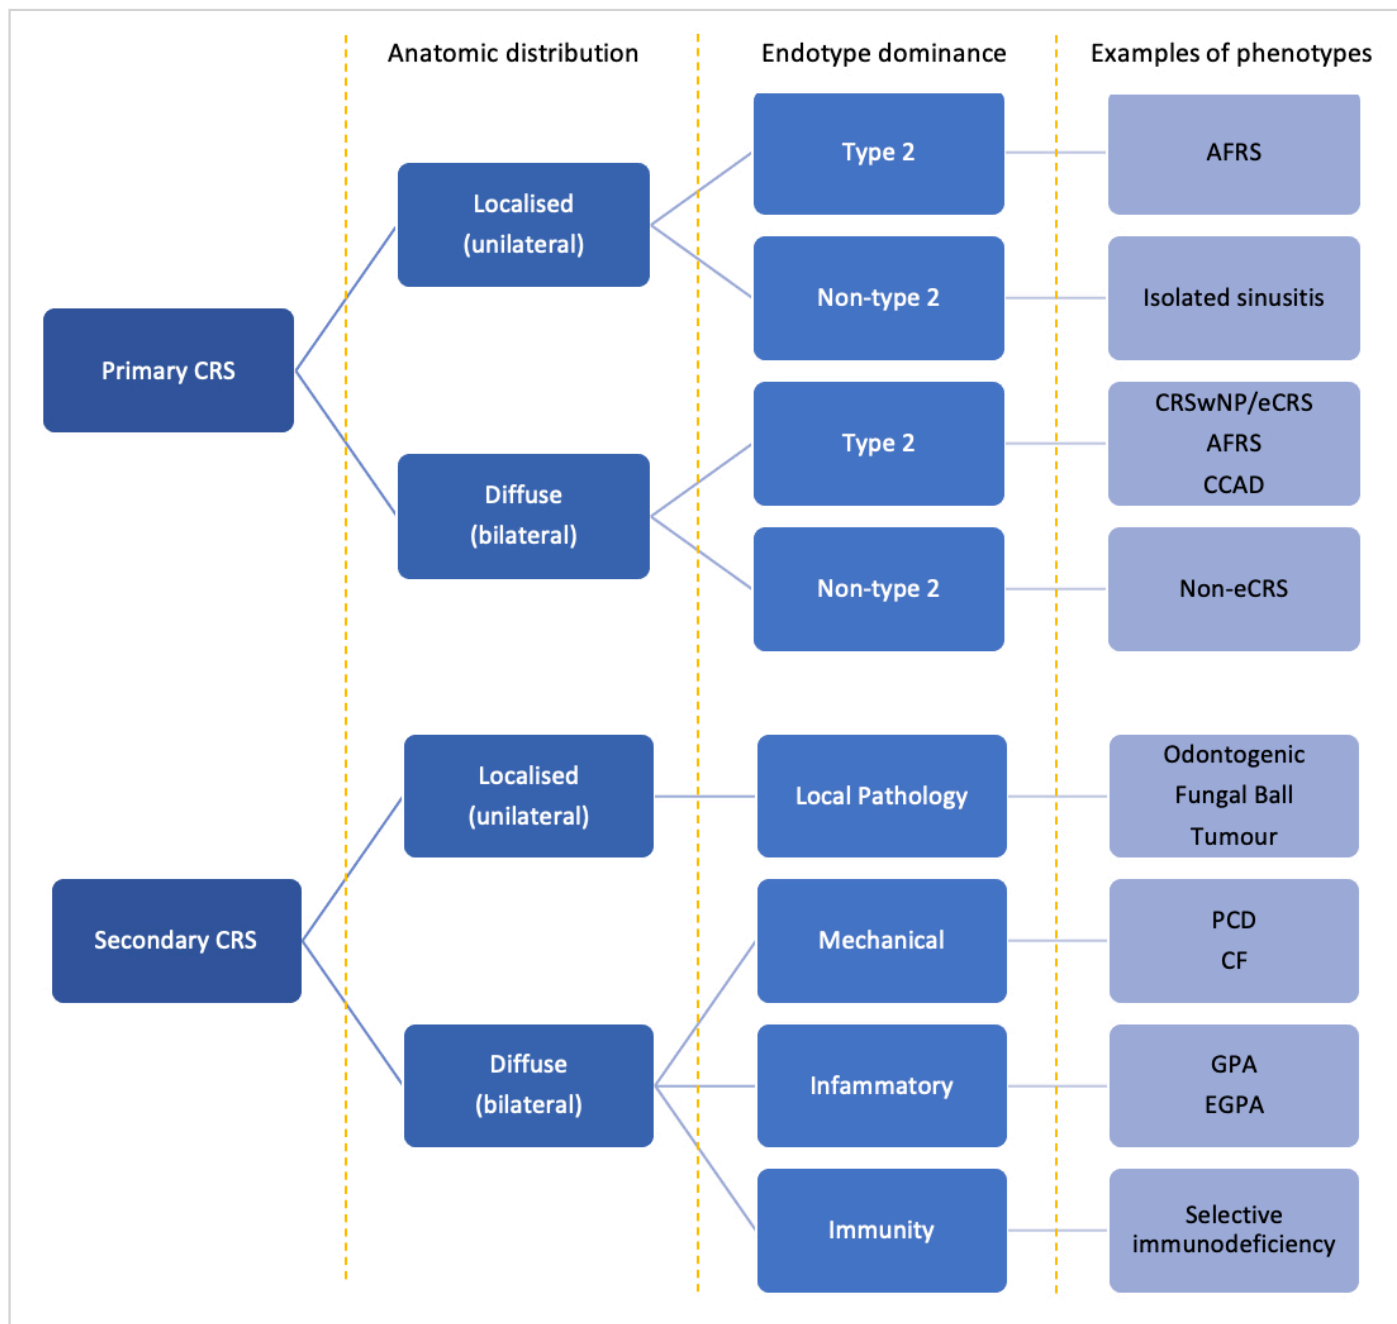 Anatomic distribution
Endotype dominance
Examples of phenotypes
Primary CRS
Localised
(unilateral)
Type 2
AFRS
Non-type 2
Isolated sinusitis
Diffuse
(bilateral)
Type 2
CRSwNP/eCRS
AFRS
CCAD
Non-type 2
Non-eCRS
Secondary CRS
Localised
(unilateral)
Local Pathology
Odontogenic
Fungal Ball
Tumour
Diffuse
(bilateral)
Mechanical
PCD
CF
Infammatory
GPA
EGPA
Immunity
Selective
immunodeficiency